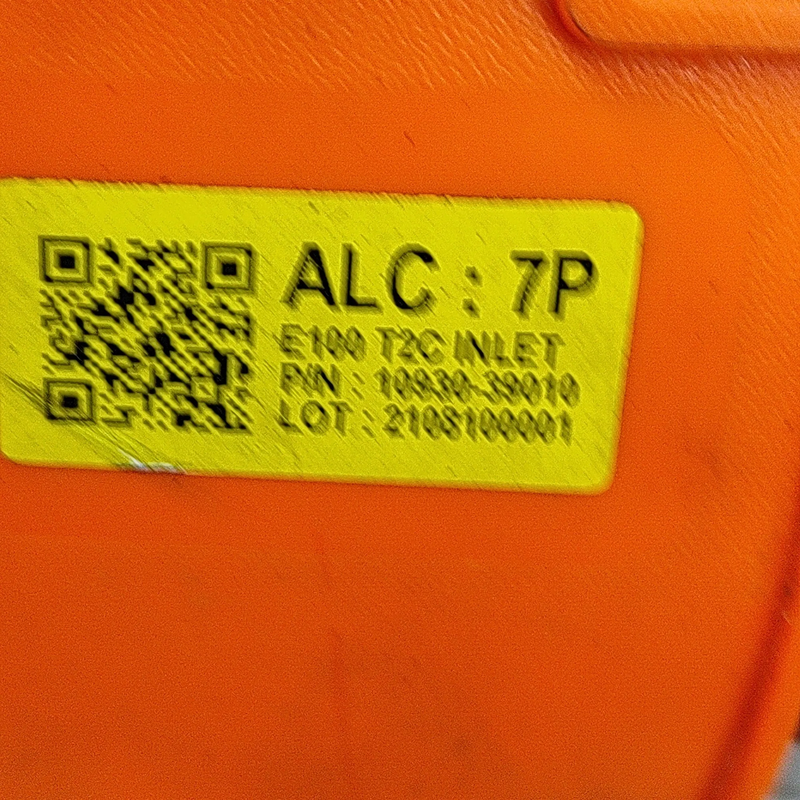 ALC : 7P
E100 T2C INLET
P/N : 10930-39010
LOT : 2108100001